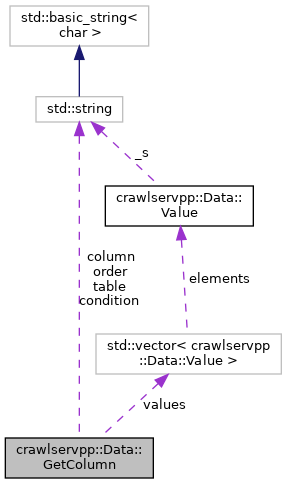 std::basic_string<
char >
std::string
_s
crawlservpp::Data::
Value
column
order
table
condition
elements
std::vector< crawlservpp
::Data::Value >
values
crawlservpp::Data::
GetColumn